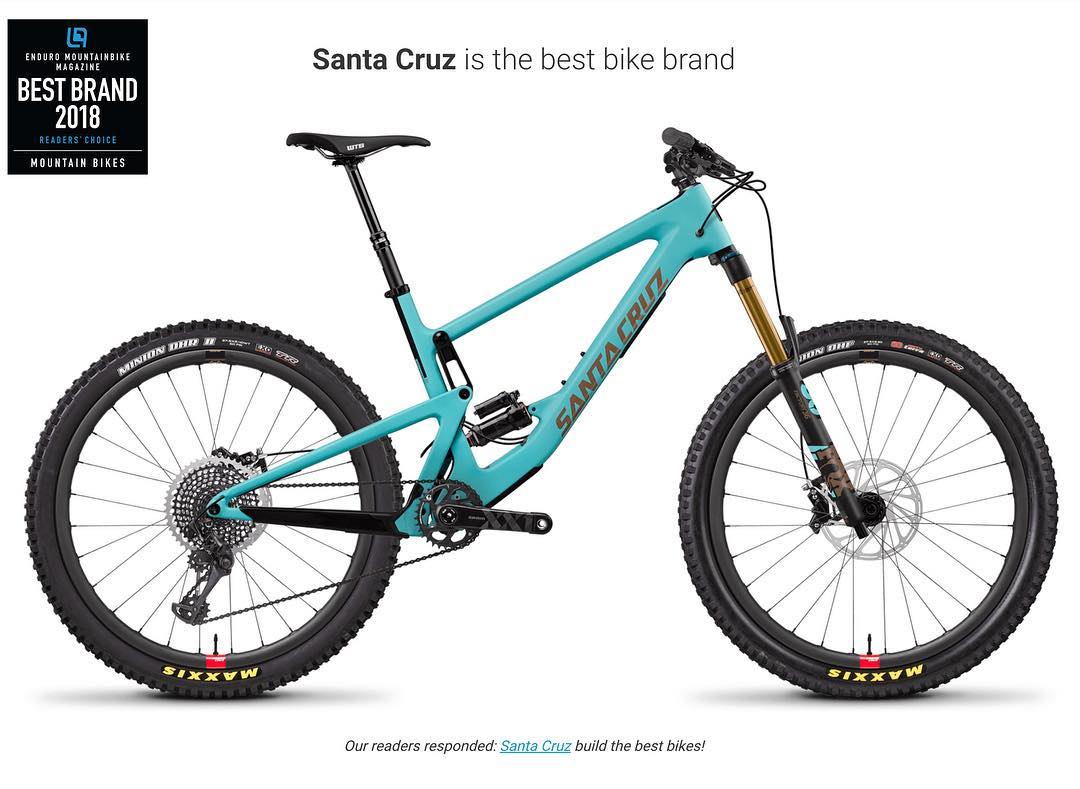 ENDURO MOUNTAINBIKE
MAGAZINE
BEST BRAND
2018
READERS' CHOICE
MOUNTAIN BIKES
Santa Cruz is the best bike brand
WTB
SANTA CRUZ
MINION DHR II
EXO
TR
MINION DHF
EXO
TR
MAXXIS
MAXXIS
Our readers responded: Santa Cruz build the best bikes!